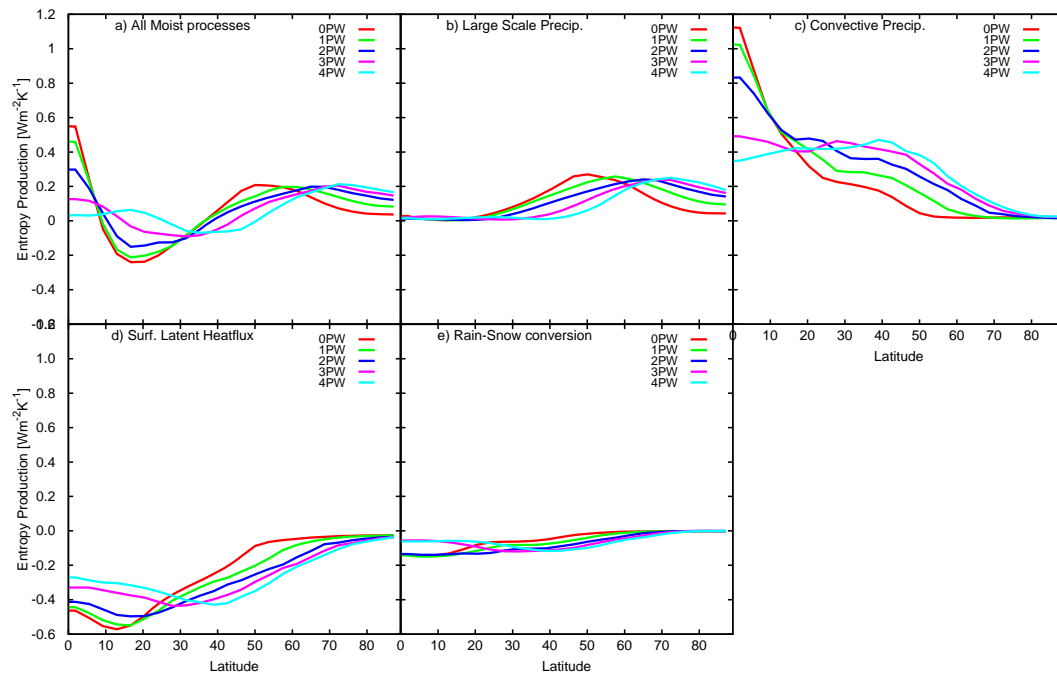 a) All Moist processes
b) Large Scale Precip.
c) Convective Precip.
0PW
1PW
2PW
3PW
4PW
0PW
1PW
2PW
3PW
4PW
0PW
1PW
2PW
3PW
4PW
Entropy Production [Wm⁻²K⁻¹]
1.2
1.0
0.8
0.6
0.4
0.2
0
-0.2
-0.4
0 10 20 30 40 50 60 70 80
Latitude
d) Surf. Latent Heatflux
e) Rain-Snow conversion
0PW
1PW
2PW
3PW
4PW
0PW
1PW
2PW
3PW
4PW
Entropy Production [Wm⁻²K⁻¹]
1.0
0.8
0.6
0.4
0.2
0.0
-0.2
-0.4
-0.6
0 10 20 30 40 50 60 70 80
0 10 20 30 40 50 60 70 80
Latitude
Latitude